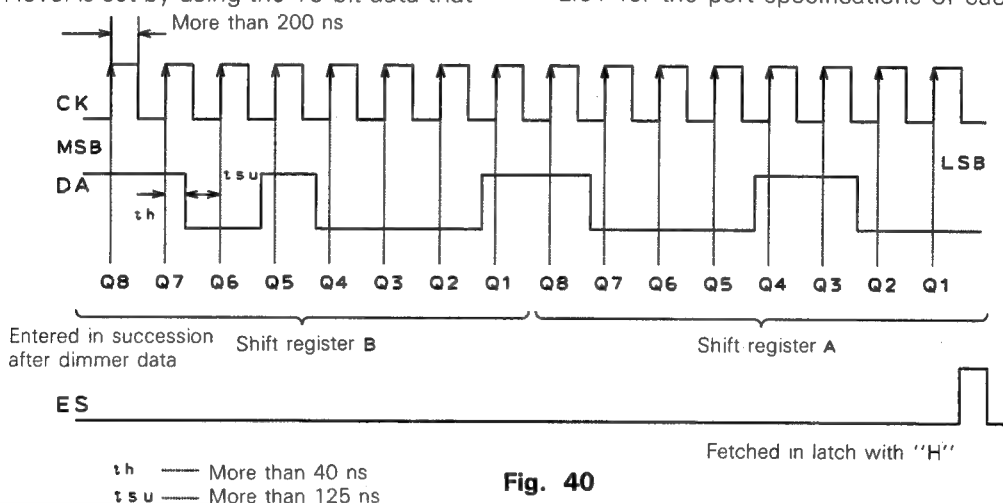 More than 200 ns
CK
MSB
LSB
DA
tsu
th
Q8 Q7 Q6 Q5 Q4 Q3 Q2 Q1 Q8 Q7 Q6 Q5 Q4 Q3 Q2 Q1
Entered in succession
after dimmer data
Shift register B
Shift register A
ES
Fetched in latch with "H"
th — More than 40 ns
tsu — More than 125 ns
Fig. 40